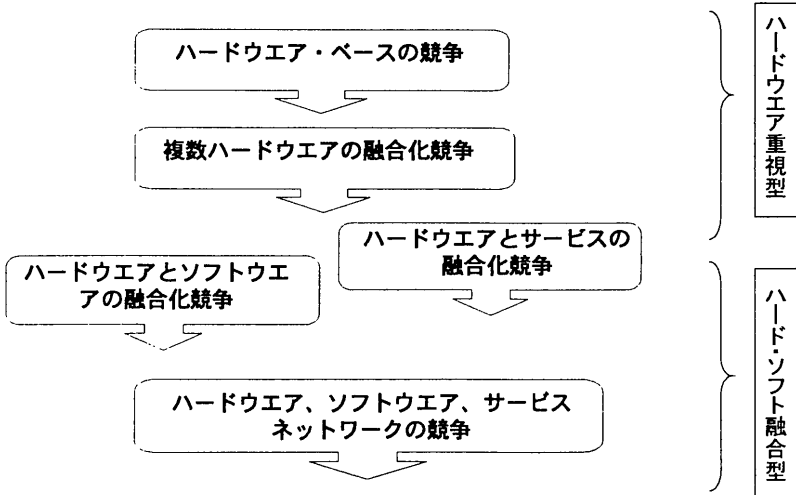 ハードウエア・ベースの競争
複数ハードウエアの融合化競争
ハードウエアとサービスの
融合化競争
ハードウエアとソフトウエ
アの融合化競争
ハードウエア、ソフトウエア、サービス
ネットワークの競争
ハードウエア重視型
ハード・ソフト融合型